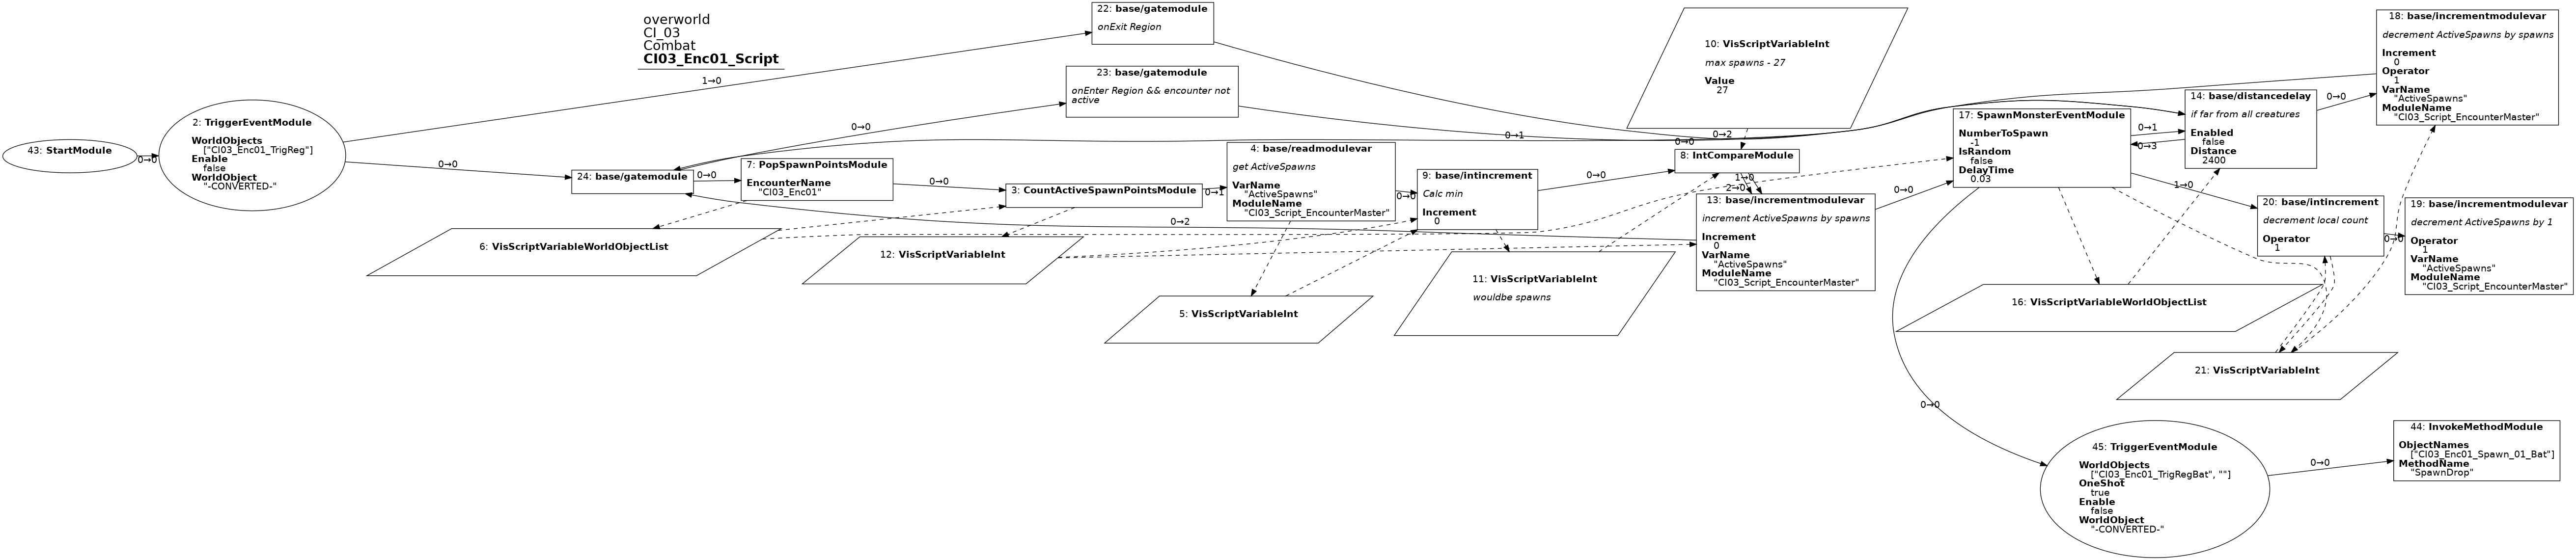 overworld
CI_03
Combat
CI03_Enc01_Script
43: StartModule
0→0
2: TriggerEventModule
WorldObjects
["CI03_Enc01_TrigReg"]
Enable
false
WorldObject
"-CONVERTED-"
1→0
0→0
22: base/gatemodule
onExit Region
23: base/gatemodule
onEnter Region && encounter not
active
0→0
24: base/gatemodule
0→0
7: PopSpawnPointsModule
EncounterName
"CI03_Enc01"
0→0
6: VisScriptVariableWorldObjectList
3: CountActiveSpawnPointsModule
0→1
12: VisScriptVariableInt
4: base/readmodulevar
get ActiveSpawns
VarName
"ActiveSpawns"
ModuleName
"CI03_Script_EncounterMaster"
0→0
5: VisScriptVariableInt
9: base/intincrement
Calc min
Increment
0
0→0
11: VisScriptVariableInt
wouldbe spawns
10: VisScriptVariableInt
max spawns - 27
Value
27
0→1
0→2
0→0
0→2
8: IntCompareModule
1→0
2→0
13: base/incrementmodulevar
increment ActiveSpawns by spawns
Increment
0
VarName
"ActiveSpawns"
ModuleName
"CI03_Script_EncounterMaster"
0→0
17: SpawnMonsterEventModule
NumberToSpawn
-1
IsRandom
false
DelayTime
0.03
0→1
0→3
1→0
0→0
14: base/distancedelay
if far from all creatures
Enabled
false
Distance
2400
0→0
18: base/incrementmodulevar
decrement ActiveSpawns by spawns
Increment
0
Operator
1
VarName
"ActiveSpawns"
ModuleName
"CI03_Script_EncounterMaster"
16: VisScriptVariableWorldObjectList
20: base/intincrement
decrement local count
Operator
1
0→0
19: base/incrementmodulevar
decrement ActiveSpawns by 1
Operator
1
VarName
"ActiveSpawns"
ModuleName
"CI03_Script_EncounterMaster"
21: VisScriptVariableInt
45: TriggerEventModule
WorldObjects
["CI03_Enc01_TrigRegBat", ""]
OneShot
true
Enable
false
WorldObject
"-CONVERTED-"
0→0
44: InvokeMethodModule
ObjectNames
["CI03_Enc01_Spawn_01_Bat"]
MethodName
"SpawnDrop"